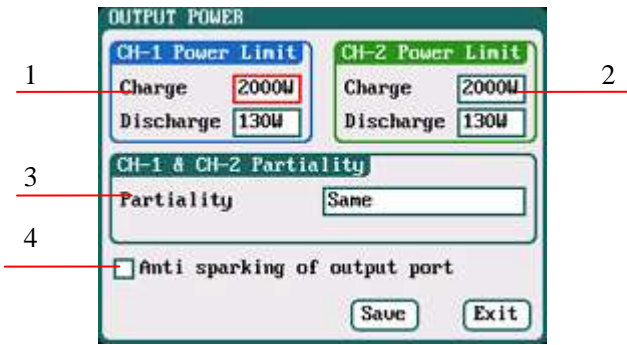 OUTPUT POWER
CH-1 Power Limit
Charge 2000W
Discharge 130W
CH-2 Power Limit
Charge 2000W
Discharge 130W
1
2
CH-1 & CH-2 Partiality
3
Partiality Same
4
Anti sparking of output port
Save Exit